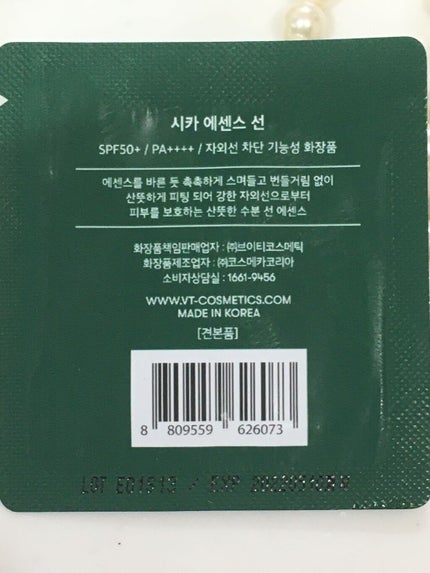 시카 에센스 선
SPF50+ / PA++++ / 자외선 차단 기능성 화장품
에센스를 바른 듯 촉촉하게 스며들고 번들거림 없이
산뜻하게 피팅 되어 강한 자외선으로부터
피부를 보호하는 산뜻한 수분 선 에센스
화장품책임판매업자 : ㈜브이티코스메틱
화장품제조업자 : ㈜코스메카코리아
소비자상담실 : 1661-9456
WWW.VT-COSMETICS.COM
MADE IN KOREA
[견본품]
8 809559 626073
LOT / EXP